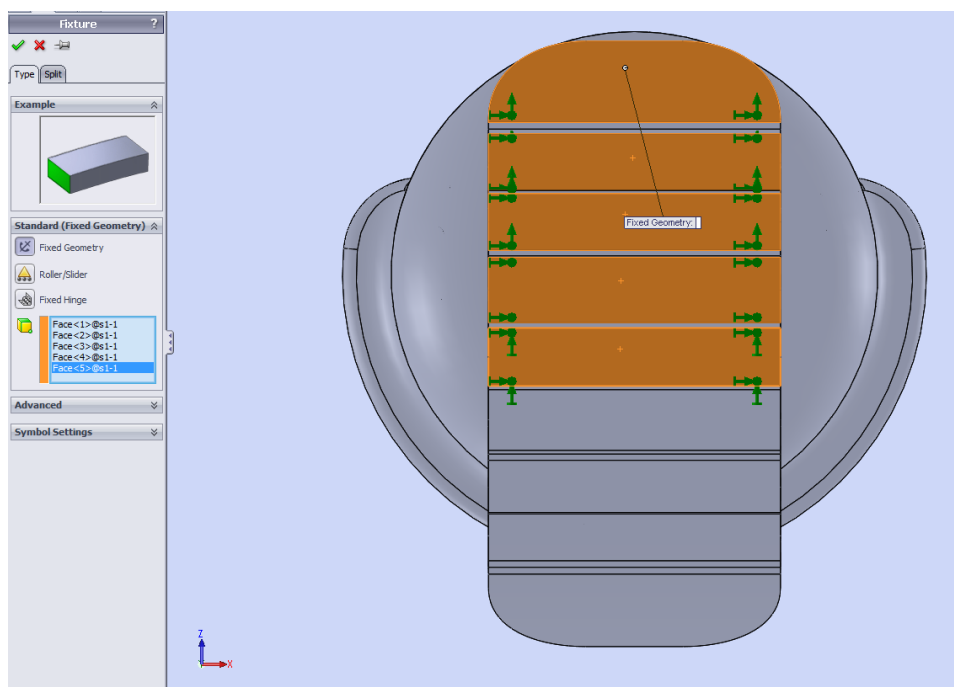 Fixture ?
Type Split
Example
Standard (Fixed Geometry)
Fixed Geometry
Roller/Slider
Fixed Hinge
Face<1>@s1-1
Face<2>@s1-1
Face<3>@s1-1
Face<4>@s1-1
Face<5>@s1-1
Advanced
Symbol Settings
Fixed Geometry:
Z
X